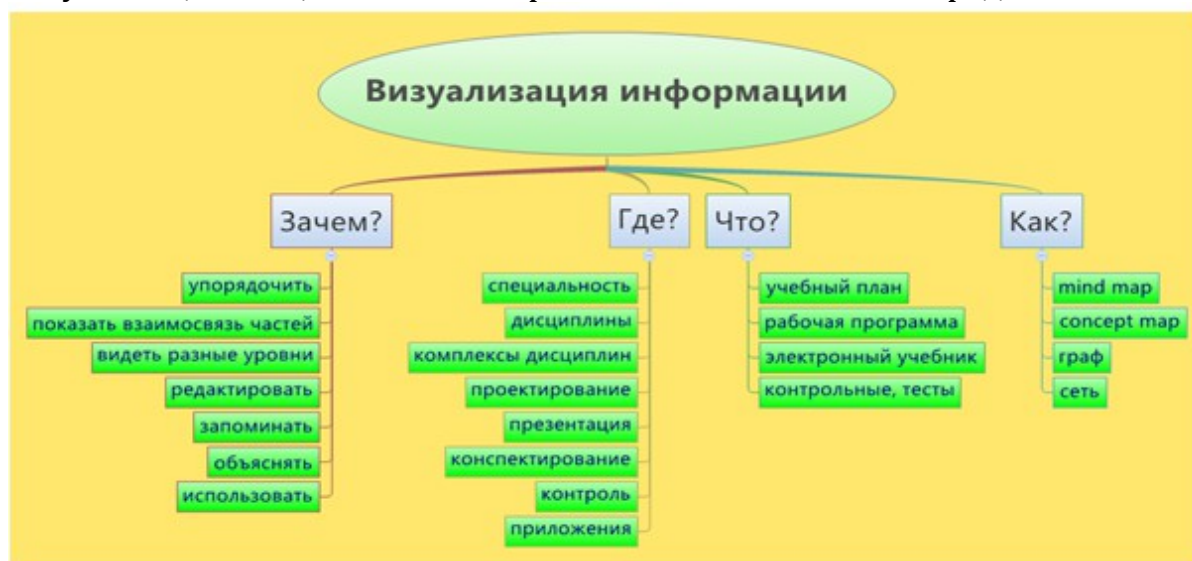 Визуализация информации
Зачем?
упорядочить
показать взаимосвязь частей
видеть разные уровни
редактировать
запоминать
объяснять
использовать
Где?
специальность
дисциплины
комплексы дисциплин
проектирование
презентация
конспектирование
контроль
приложения
Что?
учебный план
рабочая программа
электронный учебник
контрольные, тесты
Как?
mind map
concept map
граф
сеть